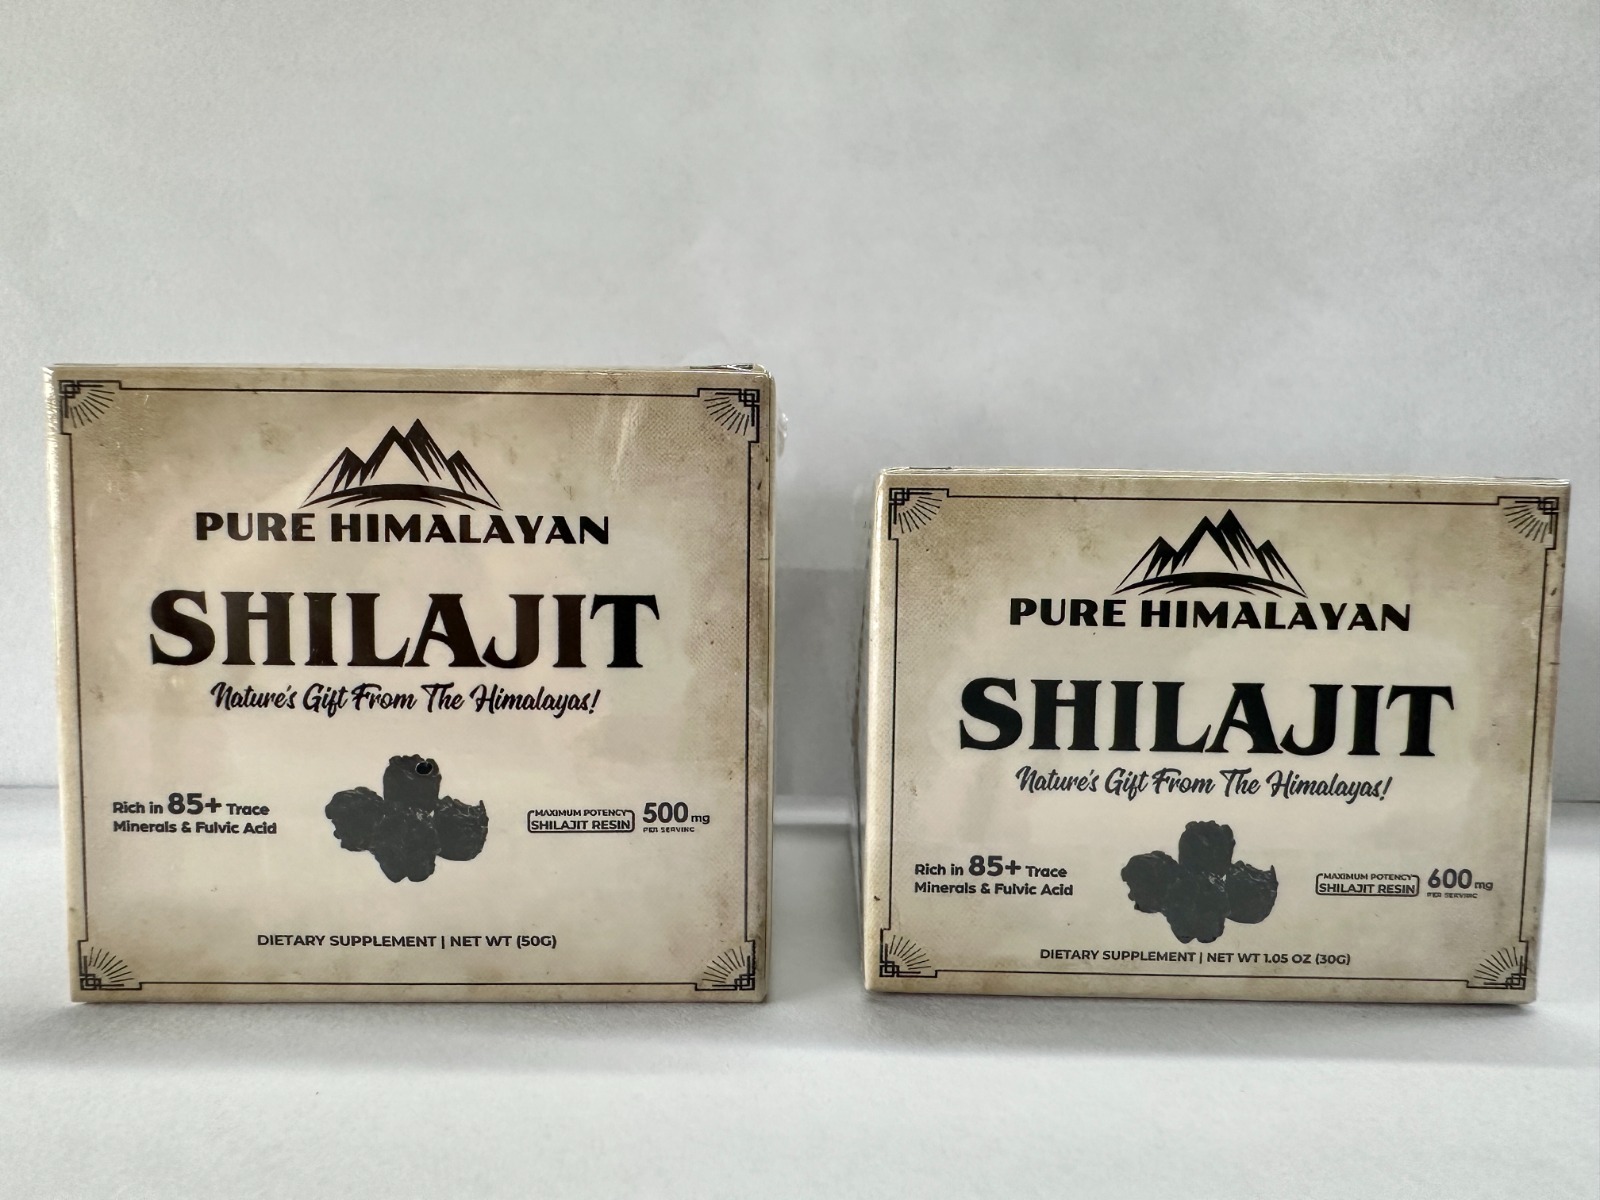 PURE HIMALAYAN
SHILAJIT
Nature's Gift From The Himalayas!
Rich in 85+ Trace
Minerals & Fulvic Acid
MAXIMUM POTENCY
SHILAJIT RESIN
500mg
PER SERVING
DIETARY SUPPLEMENT | NET WT (50G)
PURE HIMALAYAN
SHILAJIT
Nature's Gift From The Himalayas!
Rich in 85+ Trace
Minerals & Fulvic Acid
MAXIMUM POTENCY
SHILAJIT RESIN
600mg
PER SERVING
DIETARY SUPPLEMENT | NET WT 1.05 OZ (30G)